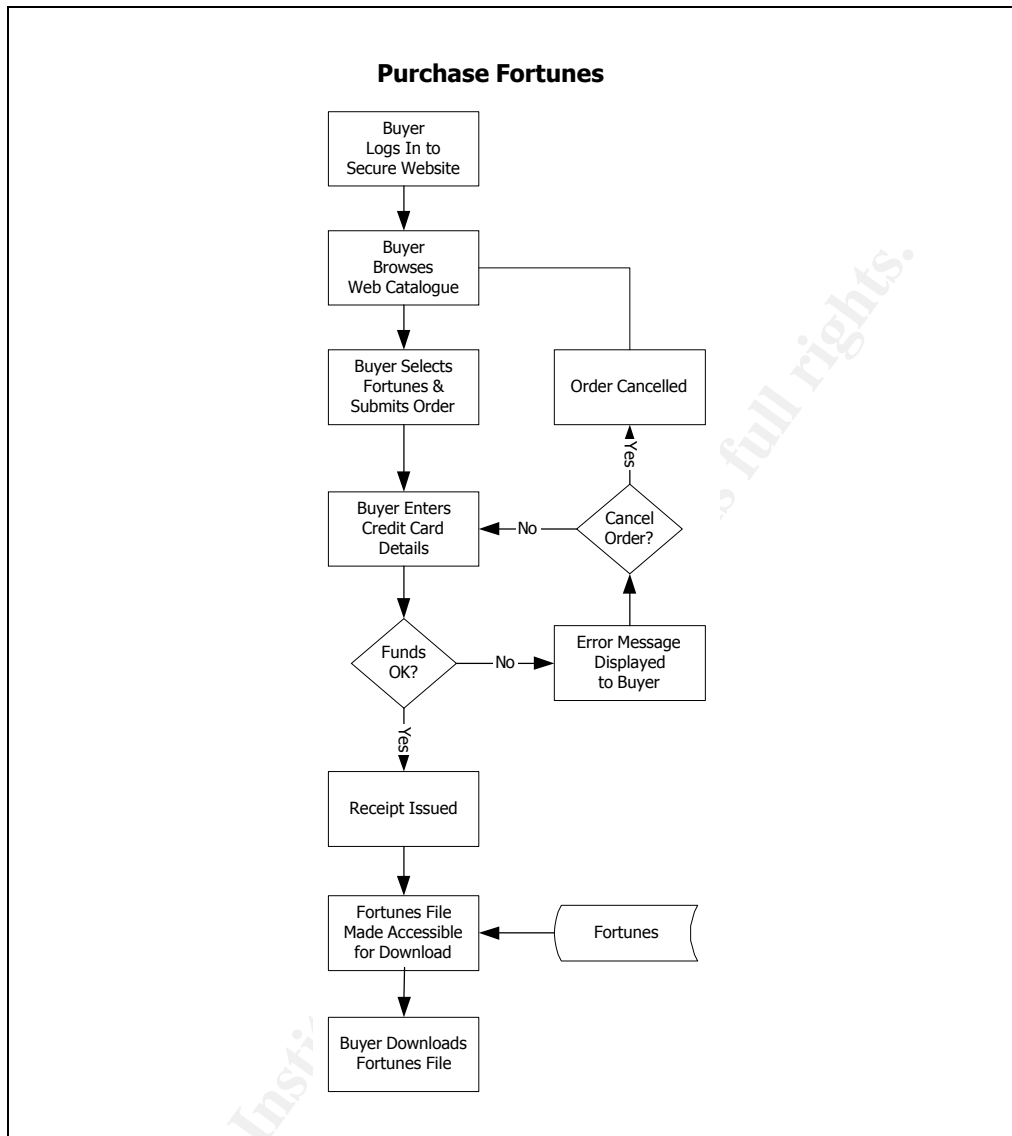 Purchase Fortunes
Buyer
Logs In to
Secure Website
Buyer
Browses
Web Catalogue
Buyer Selects
Fortunes &
Submits Order
Order Cancelled
Yes
Buyer Enters
Credit Card
Details
No
Cancel
Order?
Funds
OK?
No
Error Message
Displayed
to Buyer
Yes
Receipt Issued
Fortunes File
Made Accessible
for Download
Fortunes
Buyer Downloads
Fortunes File
full rights.